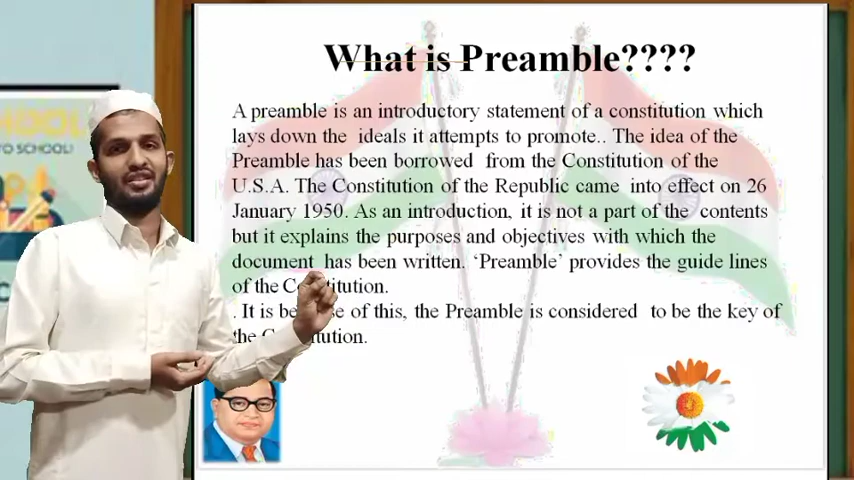 What is Preamble????
A preamble is an introductory statement of a constitution which
lays down the ideals it attempts to promote.. The idea of the
Preamble has been borrowed from the Constitution of the
U.S.A. The Constitution of the Republic came into effect on 26
January 1950. As an introduction, it is not a part of the contents
but it explains the purposes and objectives with which the
document has been written. ‘Preamble’ provides the guide lines
of the
. It is of this, the Preamble is considered to be the key of
the
TO SCHOOL!